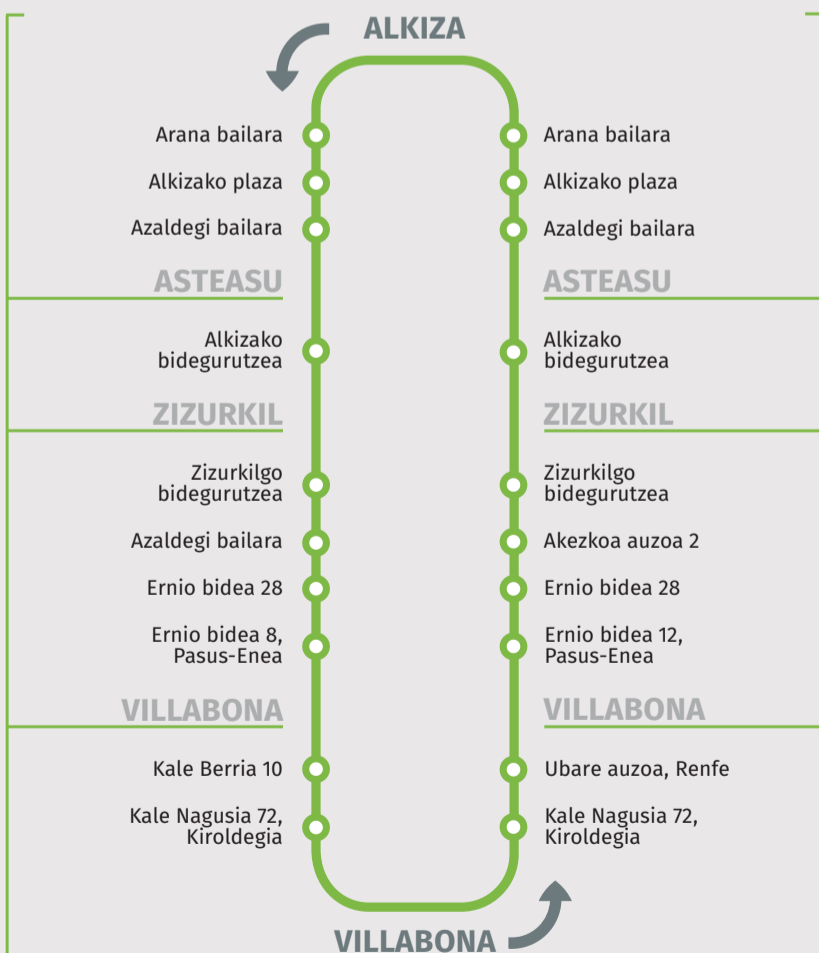 ALKIZA
Arana bailara
Alkizako plaza
Azaldegi bailara
ASTEASU
Alkizako
bidegurutzea
ZIZURKIL
Zizurkilgo
bidegurutzea
Azaldegi bailara
Ernio bidea 28
Ernio bidea 8,
Pasus-Enea
VILLABONA
Kale Berria 10
Kale Nagusia 72,
Kiroldegia
Arana bailara
Alkizako plaza
Azaldegi bailara
ASTEASU
Alkizako
bidegurutzea
ZIZURKIL
Zizurkilgo
bidegurutzea
Akezkoa auzoa 2
Ernio bidea 28
Ernio bidea 12,
Pasus-Enea
VILLABONA
Ubare auzoa, Renfe
Kale Nagusia 72,
Kiroldegia
VILLABONA